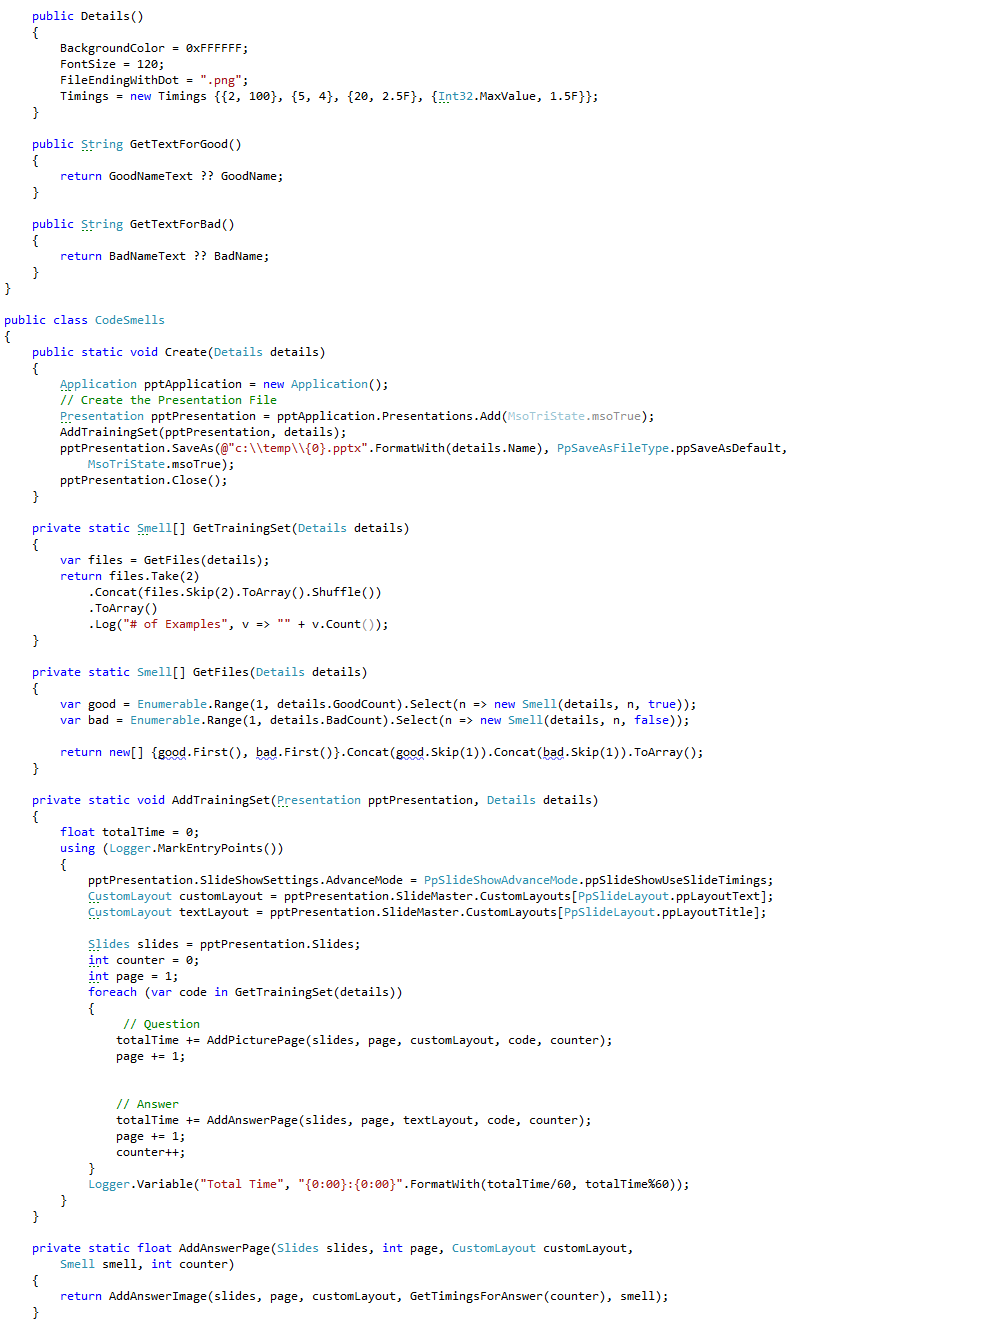 public Details()
{
BackgroundColor = 0xFFFFFF;
FontSize = 120;
FileEndingWithDot = ".png";
Timings = new Timings {{2, 100}, {5, 4}, {20, 2.5F}, {Int32.MaxValue, 1.5F}};
}
public String GetTextForGood()
{
return GoodNameText ?? GoodName;
}
public String GetTextForBad()
{
return BadNameText ?? BadName;
}
}
public class CodeSmells
{
public static void Create(Details details)
{
Application pptApplication = new Application();
// Create the Presentation File
Presentation pptPresentation = pptApplication.Presentations.Add(MsoTriState.msoTrue);
AddTrainingSet(pptPresentation, details);
pptPresentation.SaveAs(@"c:\\temp\\{0}.pptx".FormatWith(details.Name), PpSaveAsFileType.ppSaveAsDefault,
MsoTriState.msoTrue);
pptPresentation.Close();
}
private static Smell[] GetTrainingSet(Details details)
{
var files = GetFiles(details);
return files.Take(2)
.Concat(files.Skip(2).ToArray().Shuffle())
.ToArray()
.Log("# of Examples", v => "" + v.Count());
}
private static Smell[] GetFiles(Details details)
{
var good = Enumerable.Range(1, details.GoodCount).Select(n => new Smell(details, n, true));
var bad = Enumerable.Range(1, details.BadCount).Select(n => new Smell(details, n, false));
return new[] {good.First(), bad.First()}.Concat(good.Skip(1)).Concat(bad.Skip(1)).ToArray();
}
private static void AddTrainingSet(Presentation pptPresentation, Details details)
{
float totalTime = 0;
using (Logger.MarkEntryPoints())
{
pptPresentation.SlideShowSettings.AdvanceMode = PpSlideShowAdvanceMode.ppSlideShowUseSlideTimings;
CustomLayout customLayout = pptPresentation.SlideMaster.CustomLayouts[PpSlideLayout.ppLayoutText];
CustomLayout textLayout = pptPresentation.SlideMaster.CustomLayouts[PpSlideLayout.ppLayoutTitle];
Slides slides = pptPresentation.Slides;
int counter = 0;
int page = 1;
foreach (var code in GetTrainingSet(details))
{
// Question
totalTime += AddPicturePage(slides, page, customLayout, code, counter);
page += 1;
// Answer
totalTime += AddAnswerPage(slides, page, textLayout, code, counter);
page += 1;
counter++;
}
Logger.Variable("Total Time", "{0:00}:{0:00}".FormatWith(totalTime/60, totalTime%60));
}
}
private static float AddAnswerPage(Slides slides, int page, CustomLayout customLayout,
Smell smell, int counter)
{
return AddAnswerImage(slides, page, customLayout, GetTimingsForAnswer(counter), smell);
}